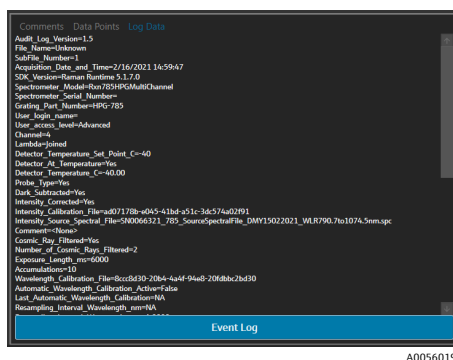 Comments Data Points Log Data
Audit_Log_Version=1.5
File_Name=Unknown
SubFile_Number=1
Acquisition_Date_and_Time=2/16/2021 14:59:47
SDK_Version=Raman Runtime 5.1.7.0
Spectrometer_Model=Rxn785HPGMultiChannel
Spectrometer_Serial_Number=
Grating_Part_Number=HPG-785
User_login_name=
User_access_level=Advanced
Channel=4
Lambda=Joined
Detector_Temperature_Set_Point_C=-40
Detector_At_Temperature=Yes
Detector_Temperature_C=-40.00
Probe_Type=Yes
Dark_Subtracted=Yes
Intensity_Corrected=Yes
Intensity_Calibration_File=ad07178b-e045-41bd-a51c-3dc574a02f91
Intensity_Source_Spectral_File=SN0066321_785_SourceSpectralFile_DMY15022021_WLR790.7to1074.5nm.spc
Comment=<None>
Cosmic_Ray_Filtered=Yes
Number_of_Cosmic_Rays_Filtered=2
Exposure_Length_ms=6000
Accumulations=10
Wavelength_Calibration_File=8ccc8d30-20b4-4a4f-94e8-20fdbbc2bd30
Automatic_Wavelength_Calibration_Active=False
Last_Automatic_Wavelength_Calibration=NA
Resampling_Interval_Wavelength_nm=NA
Event Log
A0056019